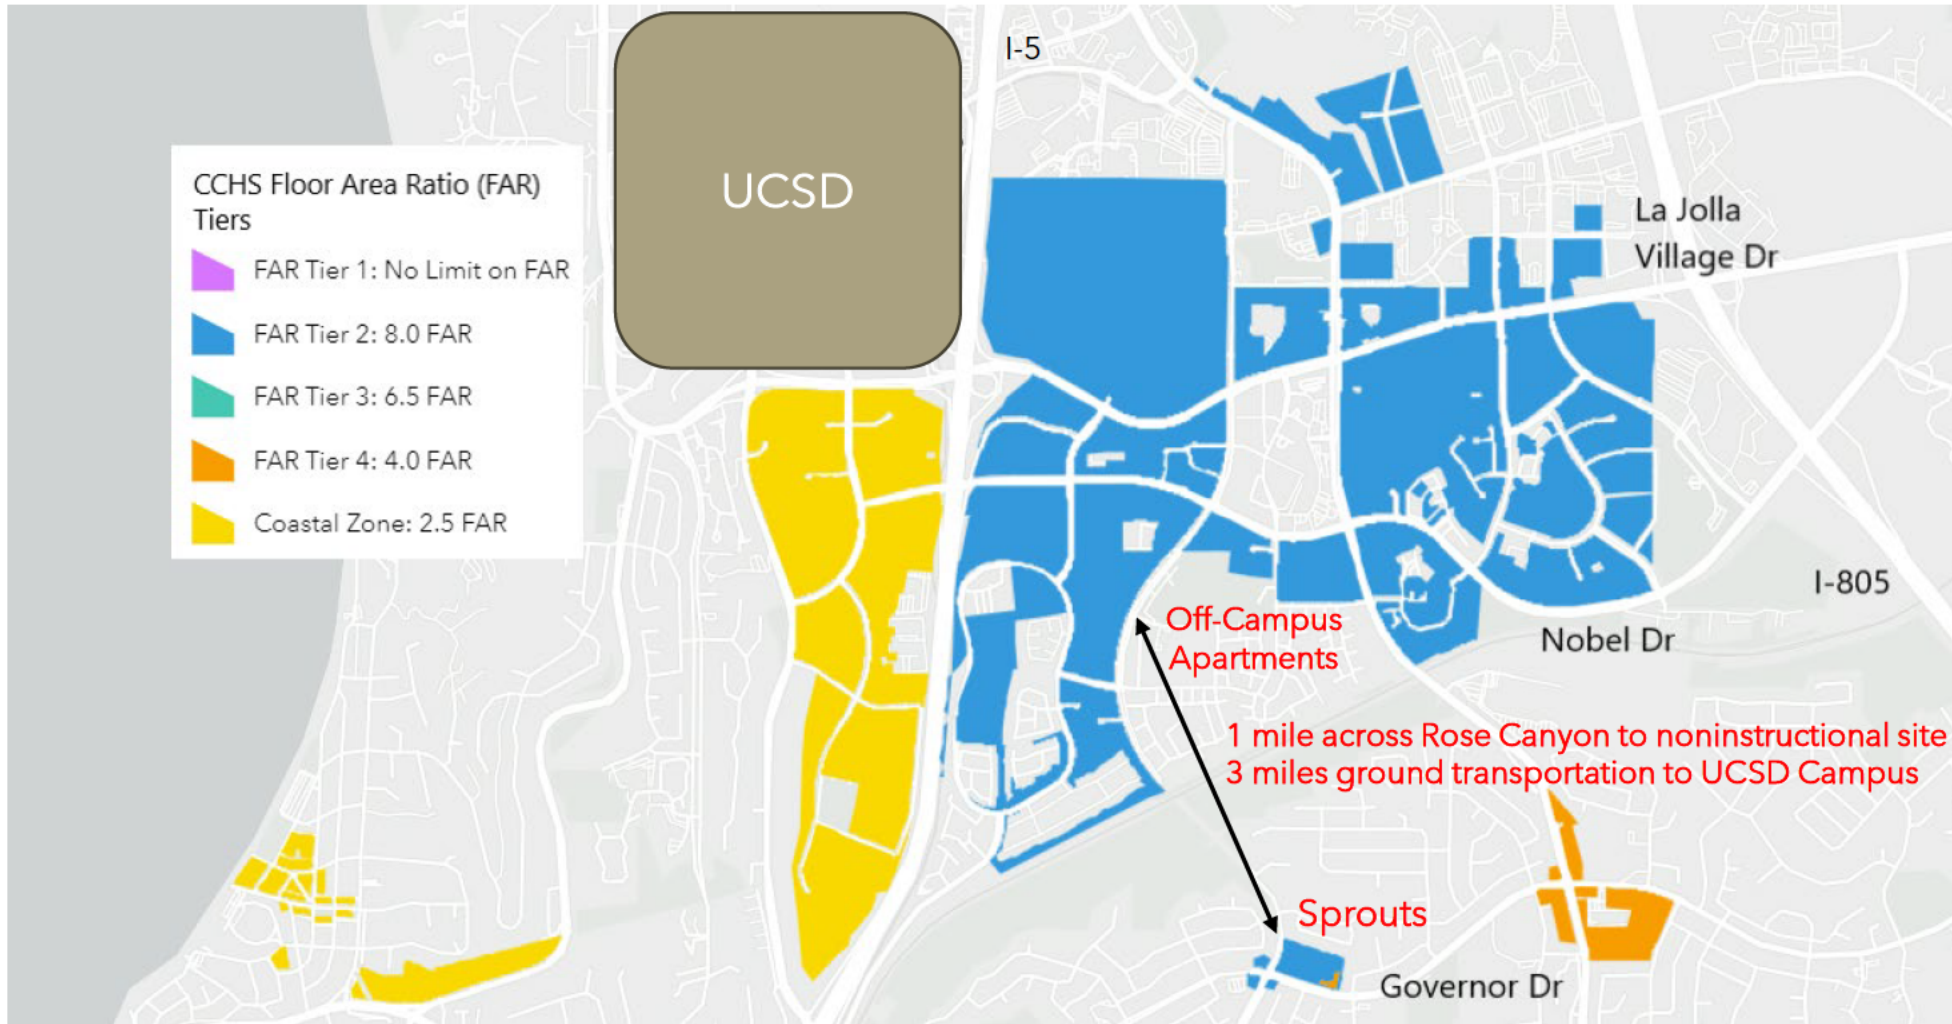 I-5
UCSD
CCHS Floor Area Ratio (FAR)
Tiers
FAR Tier 1: No Limit on FAR
FAR Tier 2: 8.0 FAR
FAR Tier 3: 6.5 FAR
FAR Tier 4: 4.0 FAR
Coastal Zone: 2.5 FAR
La Jolla
Village Dr
I-805
Off-Campus
Apartments
Nobel Dr
1 mile across Rose Canyon to noninstructional site
3 miles ground transportation to UCSD Campus
Sprouts
Governor Dr